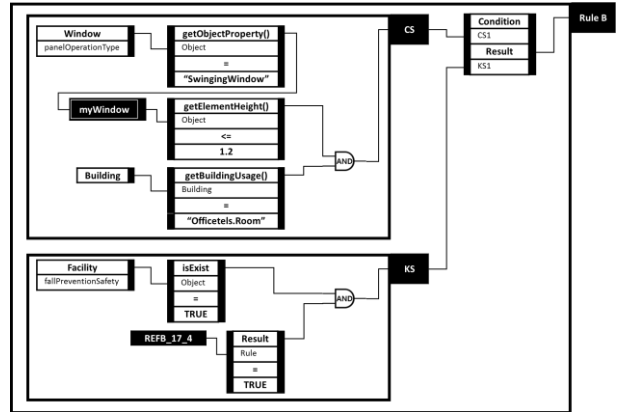 Window
panelOperationType
getObjectProperty()
Object
=
“SwingingWindow”
CS
Condition
CS1
Result
KS1
Rule B
myWindow
getElementHeight()
Object
<=
1.2
AND
Building
getBuildingUsage()
Building
=
“Officetels.Room”
Facility
fallPreventionSafety
isExist
Object
=
TRUE
KS
AND
REFB_17_4
Result
Rule
=
TRUE